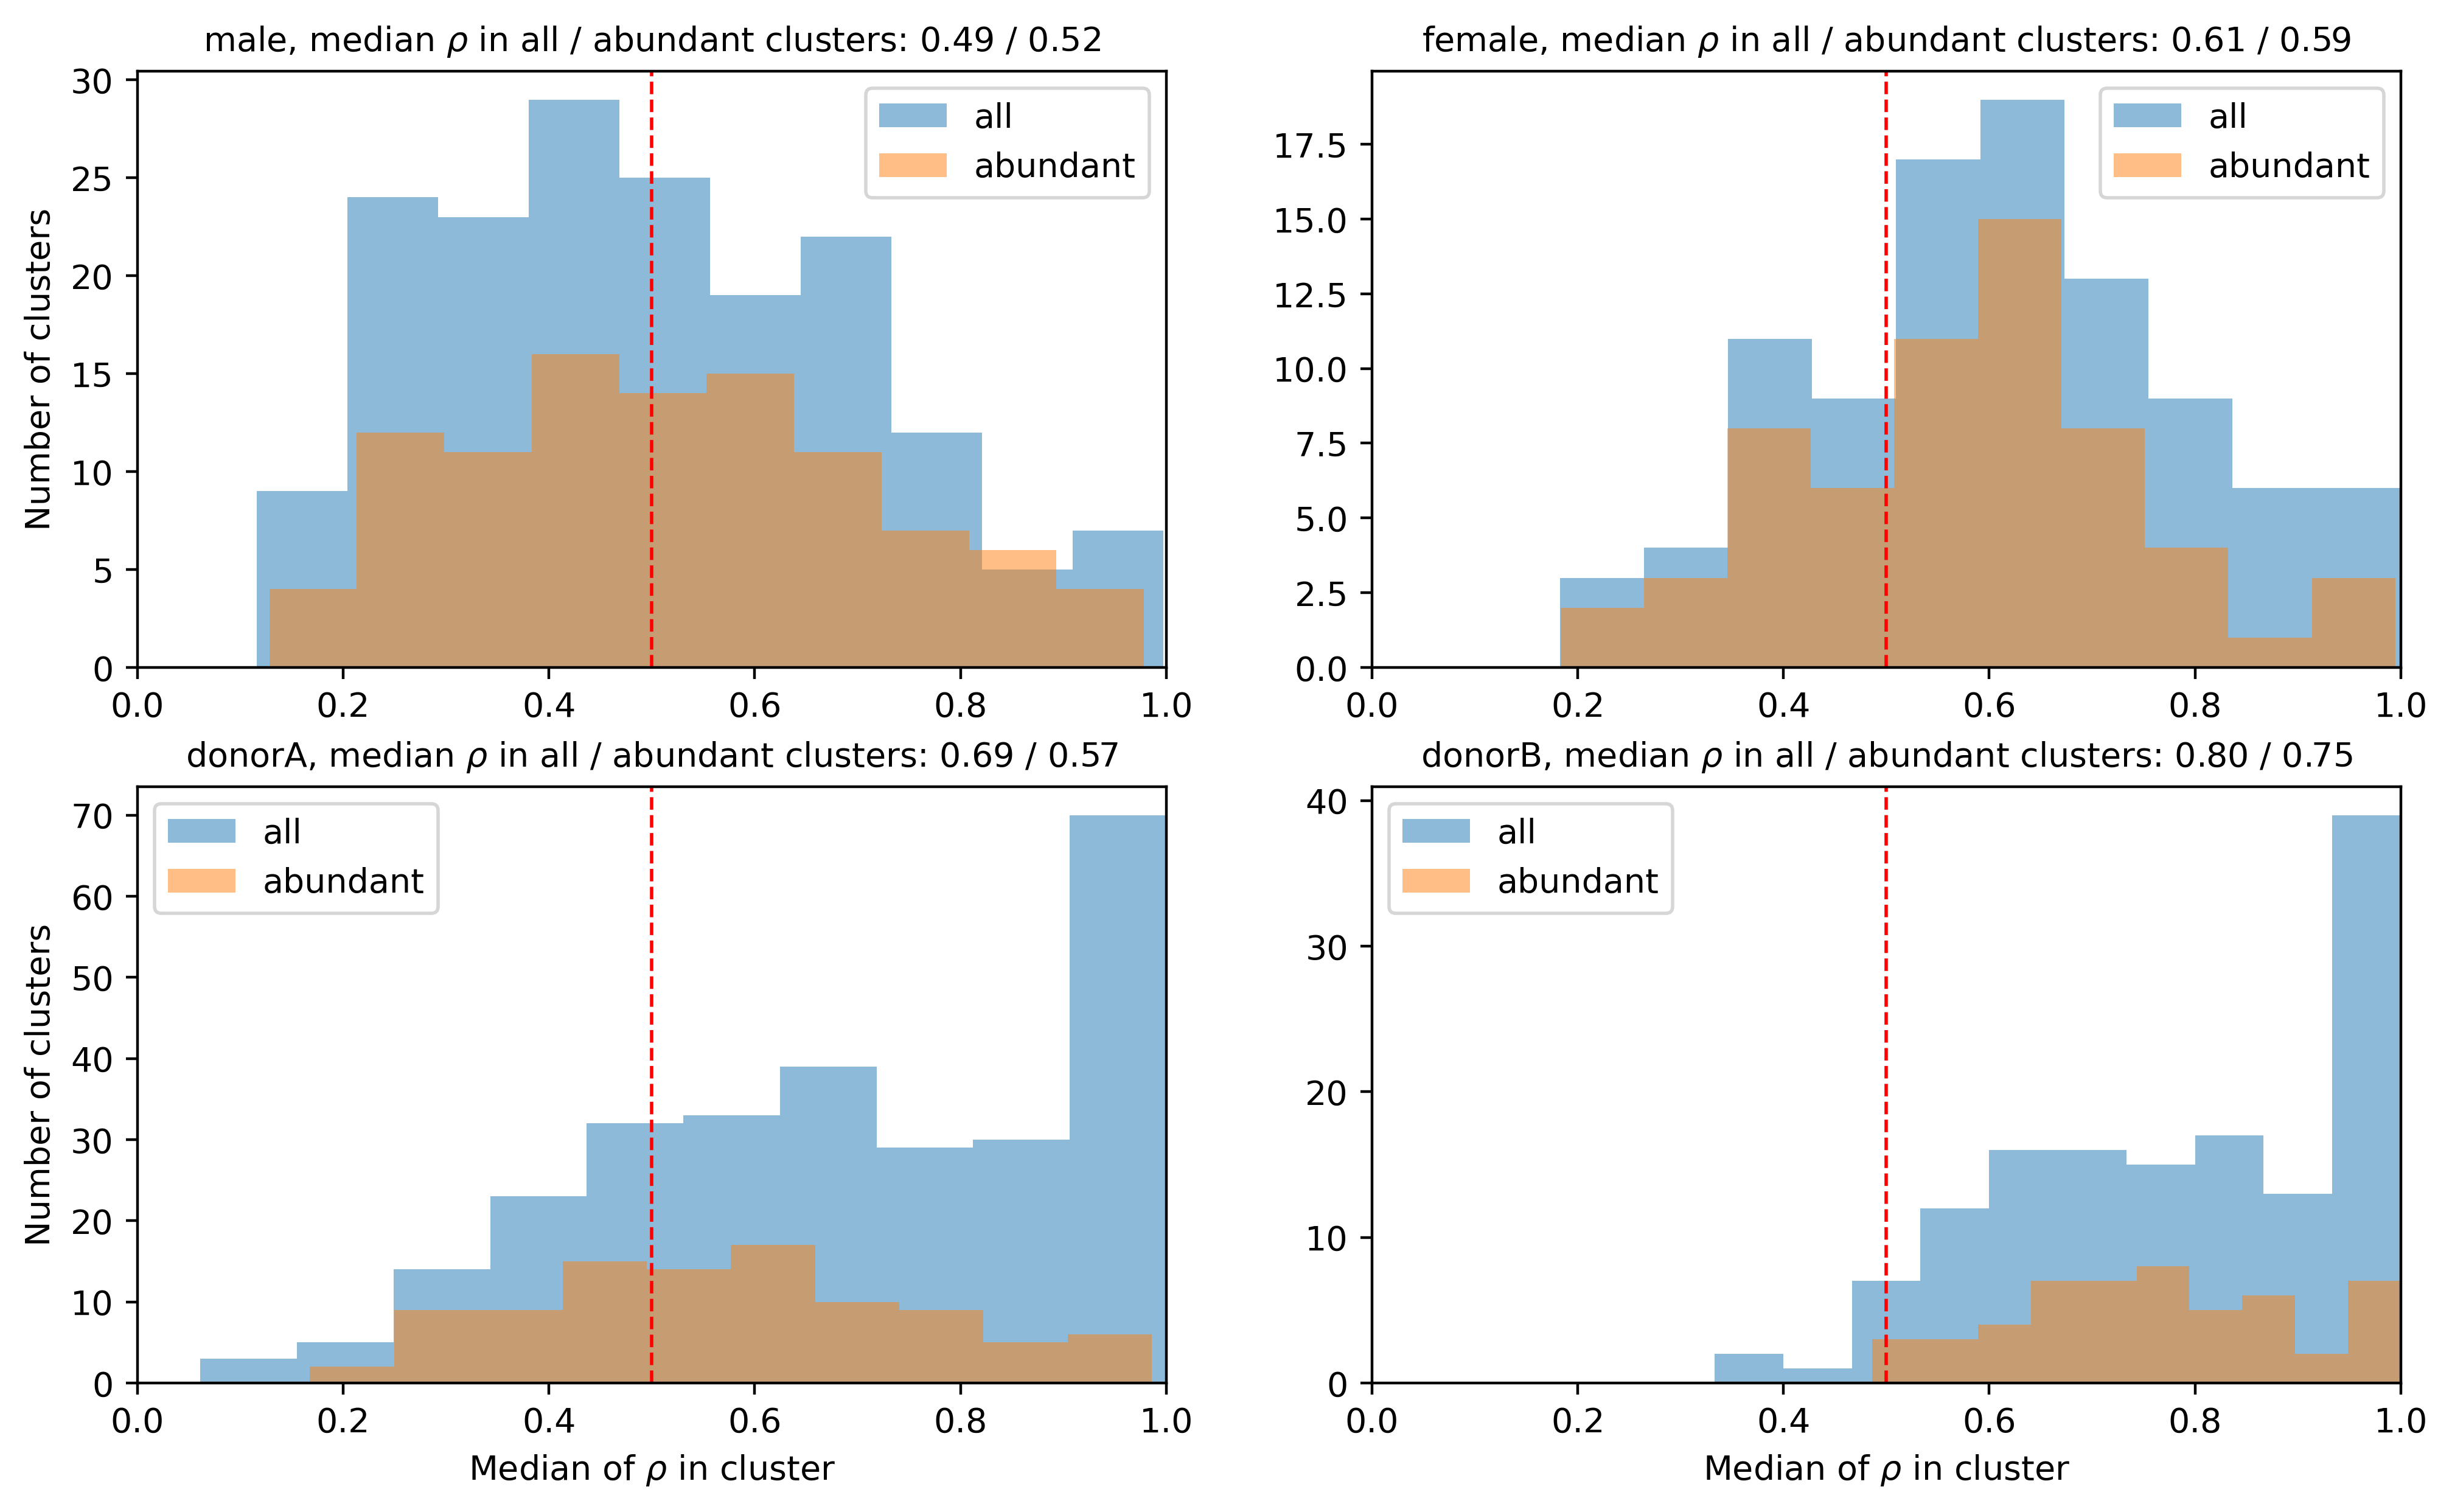 male, median ρ in all / abundant clusters: 0.49 / 0.52
30
25
20
15
10
5
0
Number of clusters
all
abundant
0.0 0.2 0.4 0.6 0.8 1.0
female, median ρ in all / abundant clusters: 0.61 / 0.59
17.5
15.0
12.5
10.0
7.5
5.0
2.5
0.0
all
abundant
0.0 0.2 0.4 0.6 0.8 1.0
donorA, median ρ in all / abundant clusters: 0.69 / 0.57
70
60
50
40
30
20
10
0
Number of clusters
all
abundant
0.0 0.2 0.4 0.6 0.8 1.0
Median of ρ in cluster
donorB, median ρ in all / abundant clusters: 0.80 / 0.75
40
30
20
10
0
all
abundant
0.0 0.2 0.4 0.6 0.8 1.0
Median of ρ in cluster